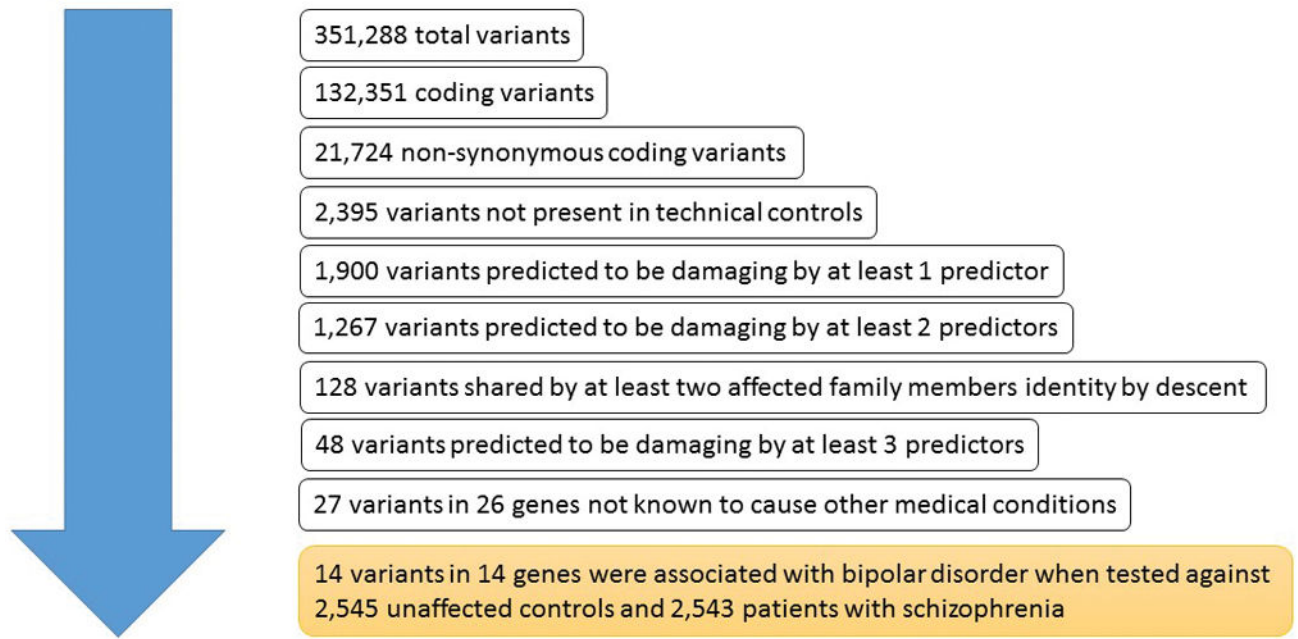 351,288 total variants
132,351 coding variants
21,724 non-synonymous coding variants
2,395 variants not present in technical controls
1,900 variants predicted to be damaging by at least 1 predictor
1,267 variants predicted to be damaging by at least 2 predictors
128 variants shared by at least two affected family members identity by descent
48 variants predicted to be damaging by at least 3 predictors
27 variants in 26 genes not known to cause other medical conditions
14 variants in 14 genes were associated with bipolar disorder when tested against
2,545 unaffected controls and 2,543 patients with schizophrenia